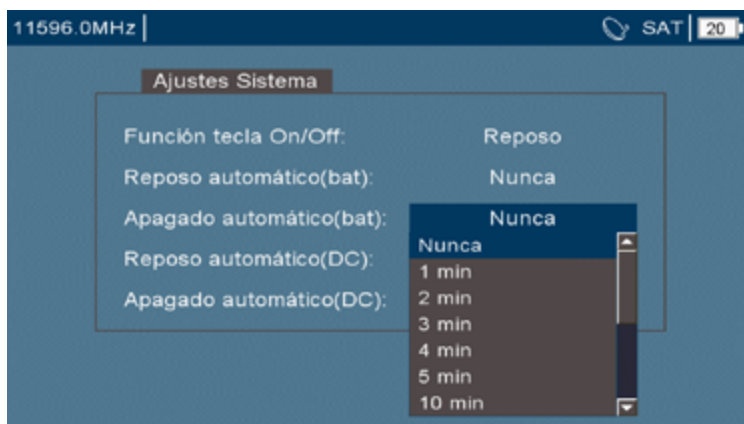 11596.0MHz SAT 20
Ajustes Sistema
Función tecla On/Off: Reposo
Reposo automático(bat): Nunca
Apagado automático(bat): Nunca
Nunca
Reposo automático(DC):
1 min
2 min
Apagado automático(DC):
3 min
4 min
5 min
10 min